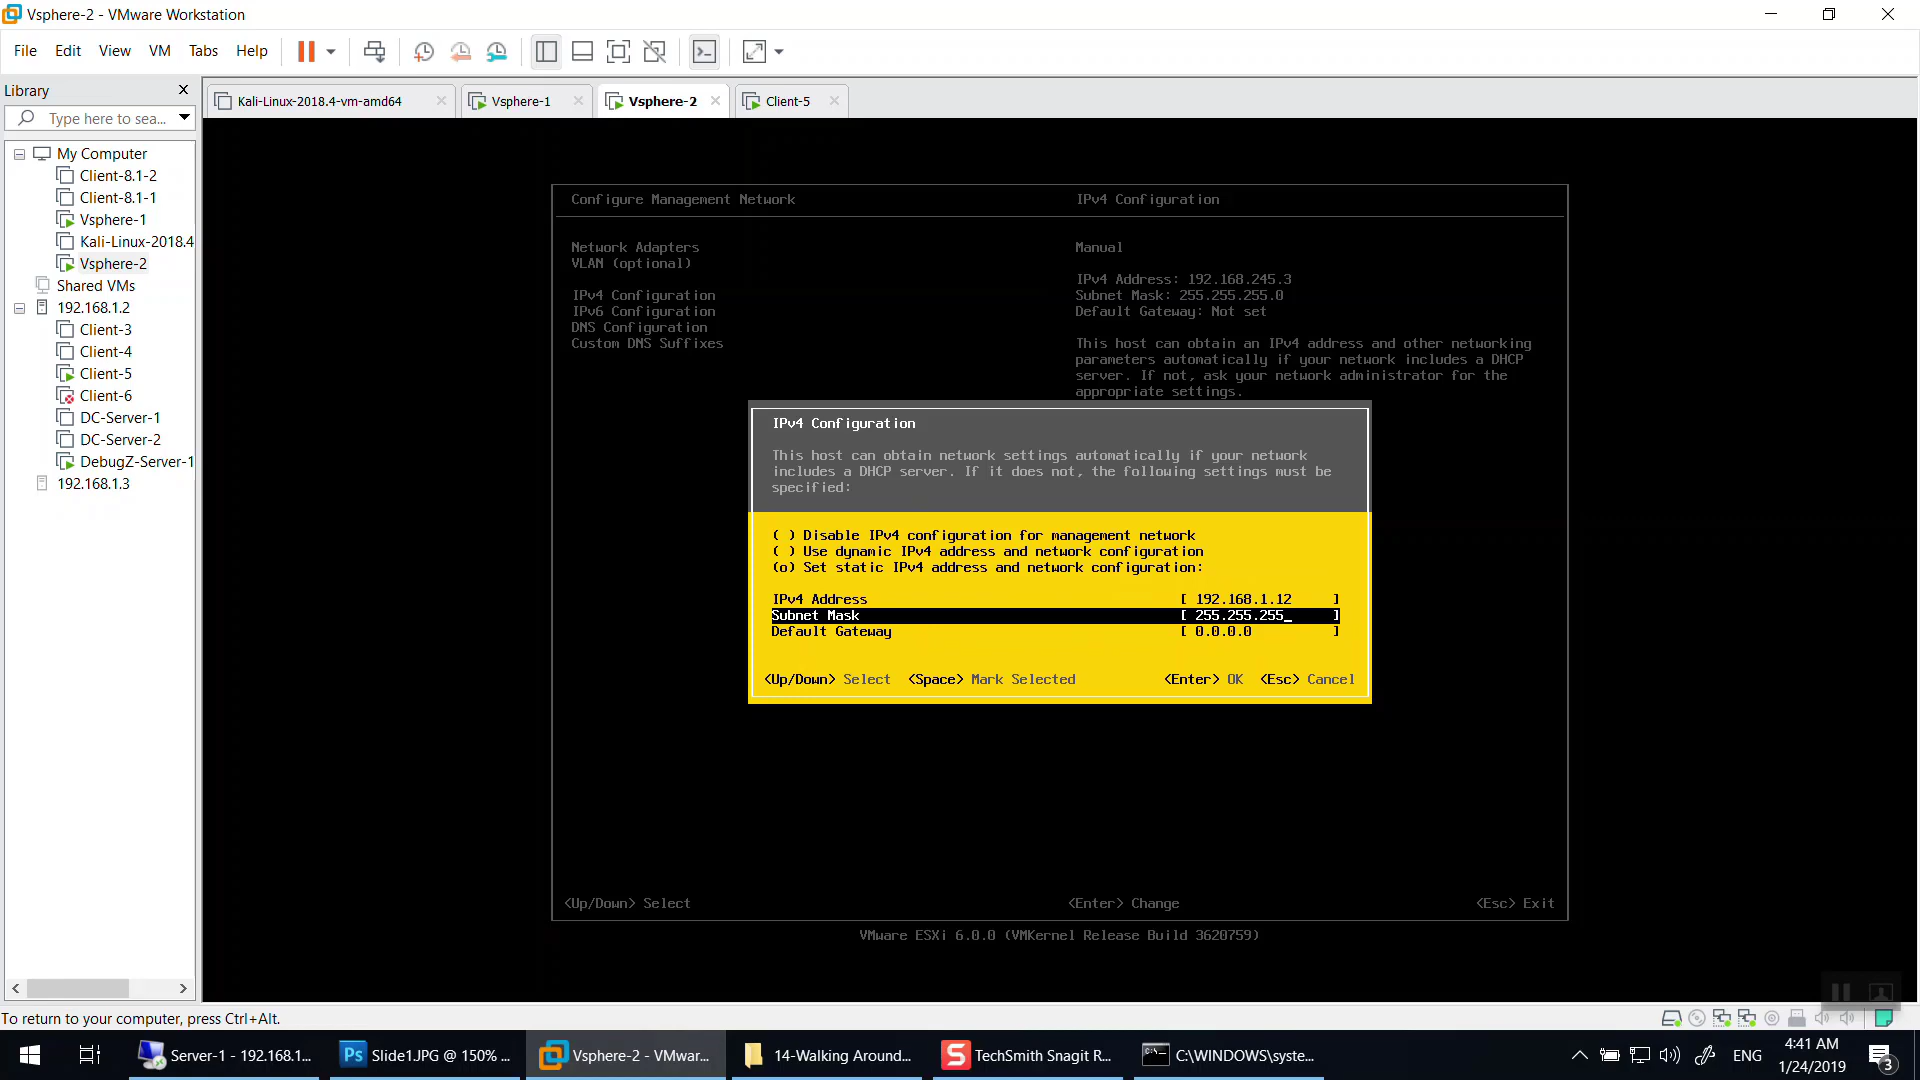 Vsphere-2 - VMware Workstation
File Edit View VM Tabs Help
Library
Type here to sea...
Kali-Linux-2018.4-vm-amd64
Vsphere-1
Vsphere-2
Client-5
My Computer
Client-8.1-2
Client-8.1-1
Vsphere-1
Kali-Linux-2018.4
Vsphere-2
Shared VMs
192.168.1.2
Client-3
Client-4
Client-5
Client-6
DC-Server-1
DC-Server-2
DebugZ-Server-1
192.168.1.3
Configure Management Network
IPv4 Configuration
Network Adapters
VLAN (optional)
IPv4 Configuration
IPv6 Configuration
DNS Configuration
Custom DNS Suffixes
Manual
IPv4 Address: 192.168.245.3
Subnet Mask: 255.255.255.0
Default Gateway: Not set
This host can obtain an IPv4 address and other networking
parameters automatically if your network includes a DHCP
server. If not, ask your network administrator for the
appropriate settings.
IPv4 Configuration
This host can obtain network settings automatically if your network
includes a DHCP server. If it does not, the following settings must be
specified:
( ) Disable IPv4 configuration for management network
( ) Use dynamic IPv4 address and network configuration
(o) Set static IPv4 address and network configuration:
IPv4 Address [ 192.168.1.12 ]
Subnet Mask [ 255.255.255_ ]
Default Gateway [ 0.0.0.0 ]
<Up/Down> Select <Space> Mark Selected <Enter> OK <Esc> Cancel
<Up/Down> Select <Enter> Change <Esc> Exit
VMware ESXi 6.0.0 (VMKernel Release Build 3620759)
To return to your computer, press Ctrl+Alt.
Server-1 - 192.168.1...
Ps Slide1.JPG @ 150% ...
Vsphere-2 - VMwar...
14-Walking Around...
S TechSmith Snagit R...
C:\WINDOWS\syste...
ENG
4:41 AM
1/24/2019
3